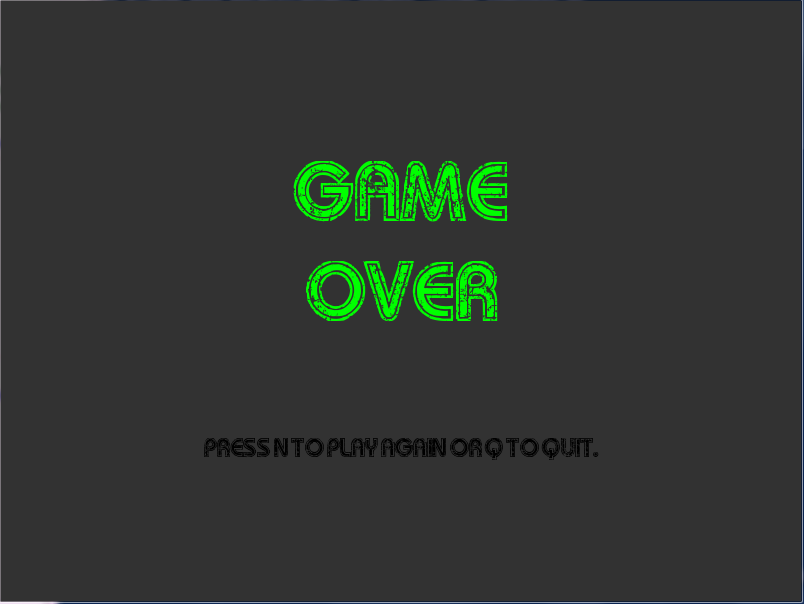 GAME
OVER
PRESS N TO PLAY AGAIN OR Q TO QUIT.